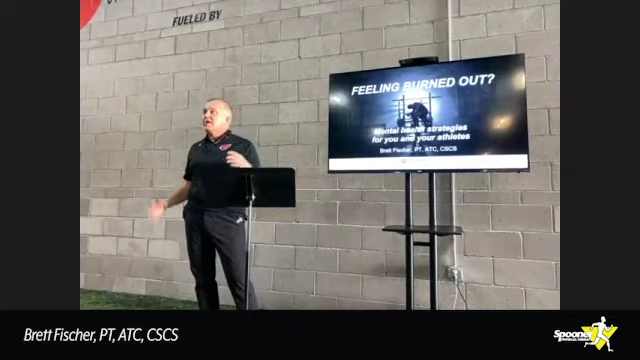 FUELED BY
FEELING BURNED OUT?
Mental health strategies
for you and your athletes
Brett Fischer, PT, ATC, CSCS
Brett Fischer, PT, ATC, CSCS
Spooner